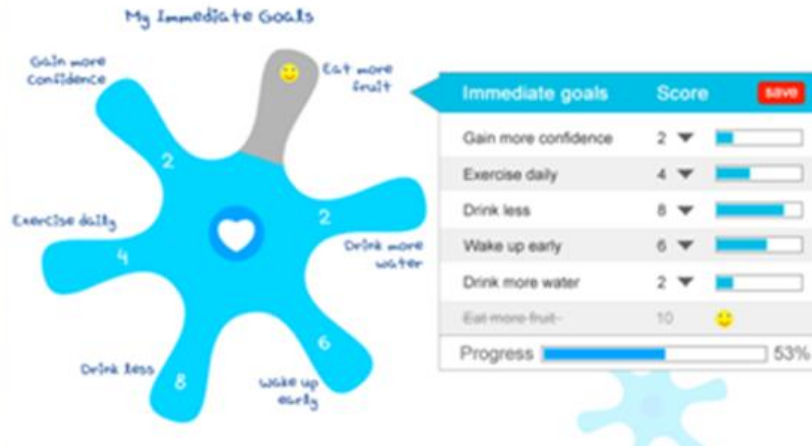 My Immediate Goals
Gain more
Confidence
Eat more
fruit
2
2
Exercise daily
4
Drink more
water
6
Drink less
8
Wake up
early
Immediate goals Score save
Gain more confidence 2
Exercise daily 4
Drink less 8
Wake up early 6
Drink more water 2
Eat more fruit 10
Progress 53%